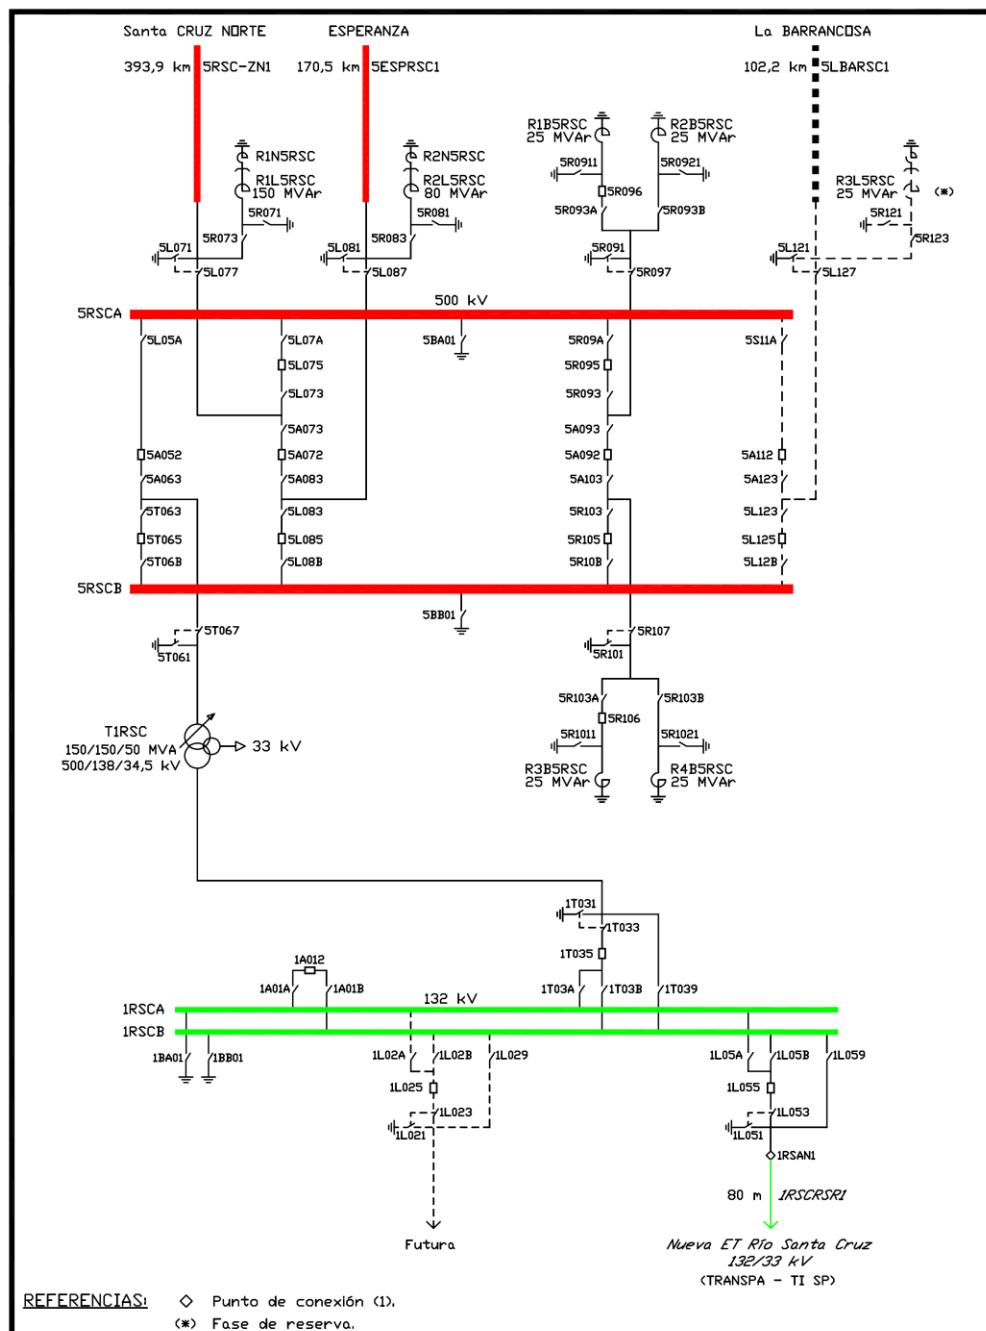 Santa CRUZ NORTE
ESPERANZA
La BARRANCOSA
393,9 km
5RSC-ZN1
170,5 km
5ESPRSC1
102,2 km
5LBARSC1
R1N5RSC
R1L5RSC
150 MVAr
R2N5RSC
R2L5RSC
80 MVAr
R1B5RSC
25 MVAr
R2B5RSC
25 MVAr
R3L5RSC
25 MVAr
(*)
5R0911
5R0921
5R096
5R071
5R081
5R093A
5R093B
5R121
5R073
5R083
5R123
5L071
5L081
5R091
5L121
5L077
5L087
5R097
5L127
5RSCA
500 kV
5L05A
5L07A
5BA01
5R09A
5S11A
5L075
5R095
5L073
5R093
5A073
5A093
5A052
5A072
5A092
5A112
5A063
5A083
5A103
5A123
5T063
5L083
5R103
5L123
5T065
5L085
5R105
5L125
5T06B
5L08B
5R10B
5L12B
5RSCB
5BB01
5T067
5R107
5T061
5R101
5R103A
5R103B
5R106
5R1011
5R1021
T1RSC
150/150/50 MVA
500/138/34,5 kV
33 kV
R3B5RSC
25 MVAr
R4B5RSC
25 MVAr
1T031
1T033
1T035
1A012
1A01A
1A01B
1T03A
1T03B
1T039
1RSCA
132 kV
1RSCB
1BA01
1BB01
1L02A
1L02B
1L029
1L05A
1L05B
1L059
1L025
1L055
1L023
1L053
1L021
1L051
1RSAN1
80 m
1RSCRSR1
Futura
Nueva ET Río Santa Cruz
132/33 kV
(TRANSPA - TI SP)
REFERENCIAS:
Punto de conexión (1).
(*) Fase de reserva.